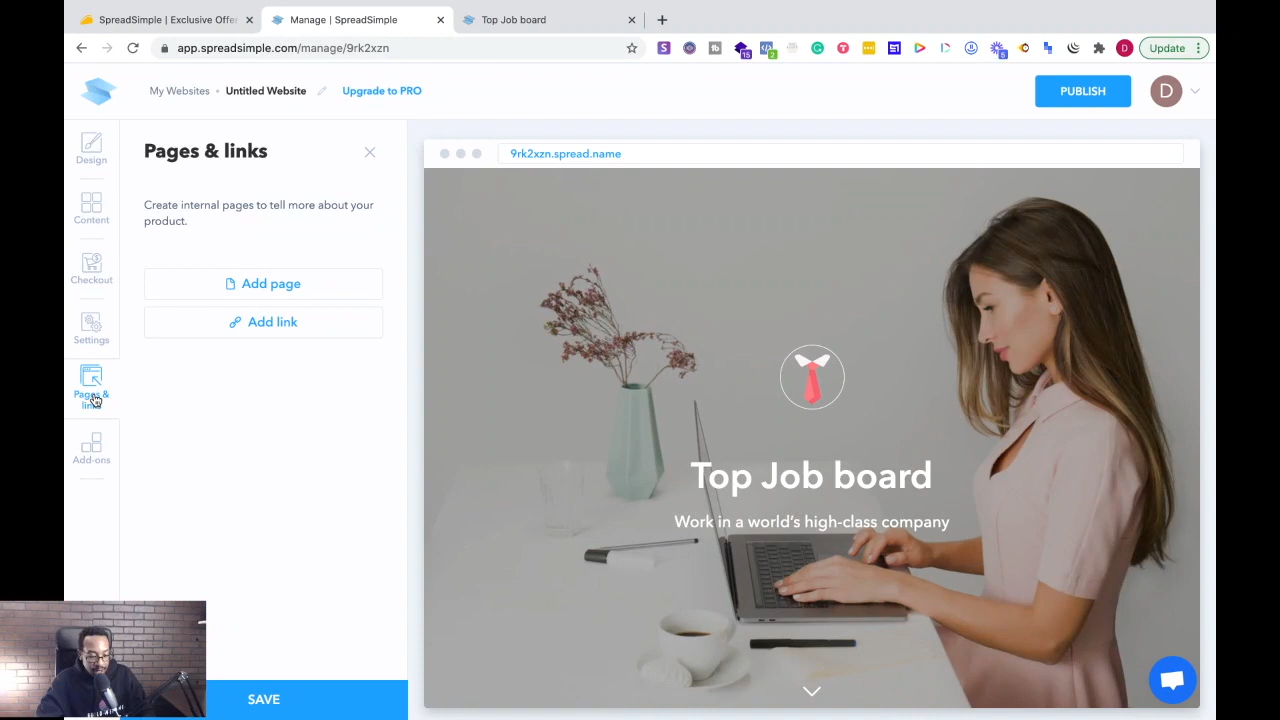 SpreadSimple | Exclusive Offe
Manage | SpreadSimple
Top Job board
app.spreadsimple.com/manage/9rk2xzn
15
2
5
D
Update
My Websites
Untitled Website
Upgrade to PRO
PUBLISH
D
Design
Content
Checkout
Settings
Pages &
links
Add-ons
Pages & links
Create internal pages to tell more about your
product.
Add page
Add link
SAVE
9rk2xzn.spread.name
Top Job board
Work in a world's high-class company